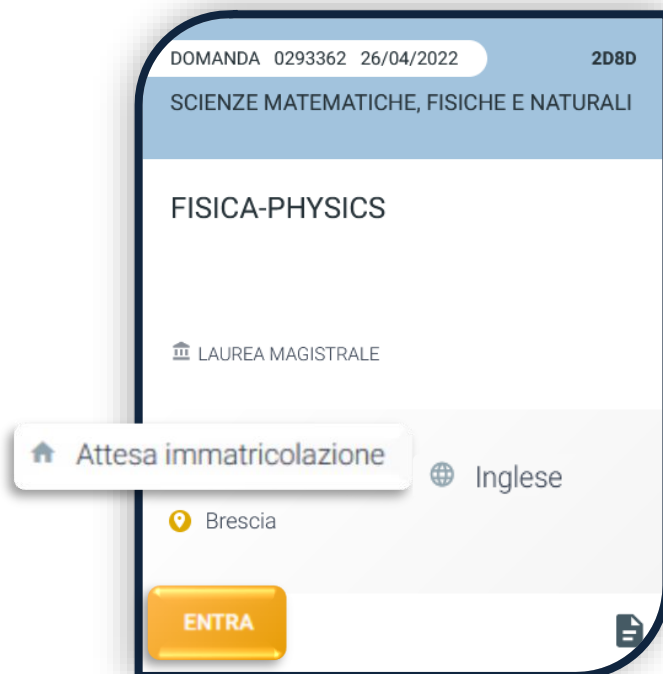 DOMANDA 0293362 26/04/2022 2D8D
SCIENZE MATEMATICHE, FISICHE E NATURALI
FISICA-PHYSICS
LAUREA MAGISTRALE
Attesa immatricolazione
Inglese
Brescia
ENTRA